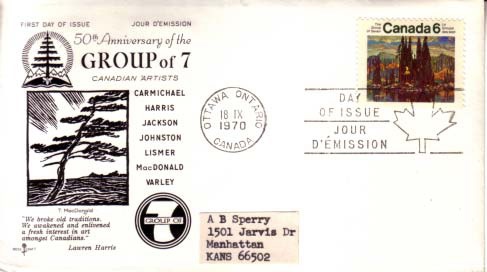 FIRST DAY OF ISSUE JOUR D'ÉMISSION
50th Anniversary of the
GROUP of 7
CANADIAN ARTISTS
CARMICHAEL
HARRIS
JACKSON
JOHNSTON
LISMER
MacDONALD
VARLEY
T. MacDonald
"We broke old traditions.
We awakened and enlivened
a fresh interest in art
amongst Canadians."
Lawren Harris
GROUP OF
7
OTTAWA ONTARIO
18 IX
1970
CANADA
Canada 6
DAY
OF ISSUE
JOUR
D'ÉMISSION
A B Sperry
1501 Jarvis Dr
Manhattan
KANS 66502